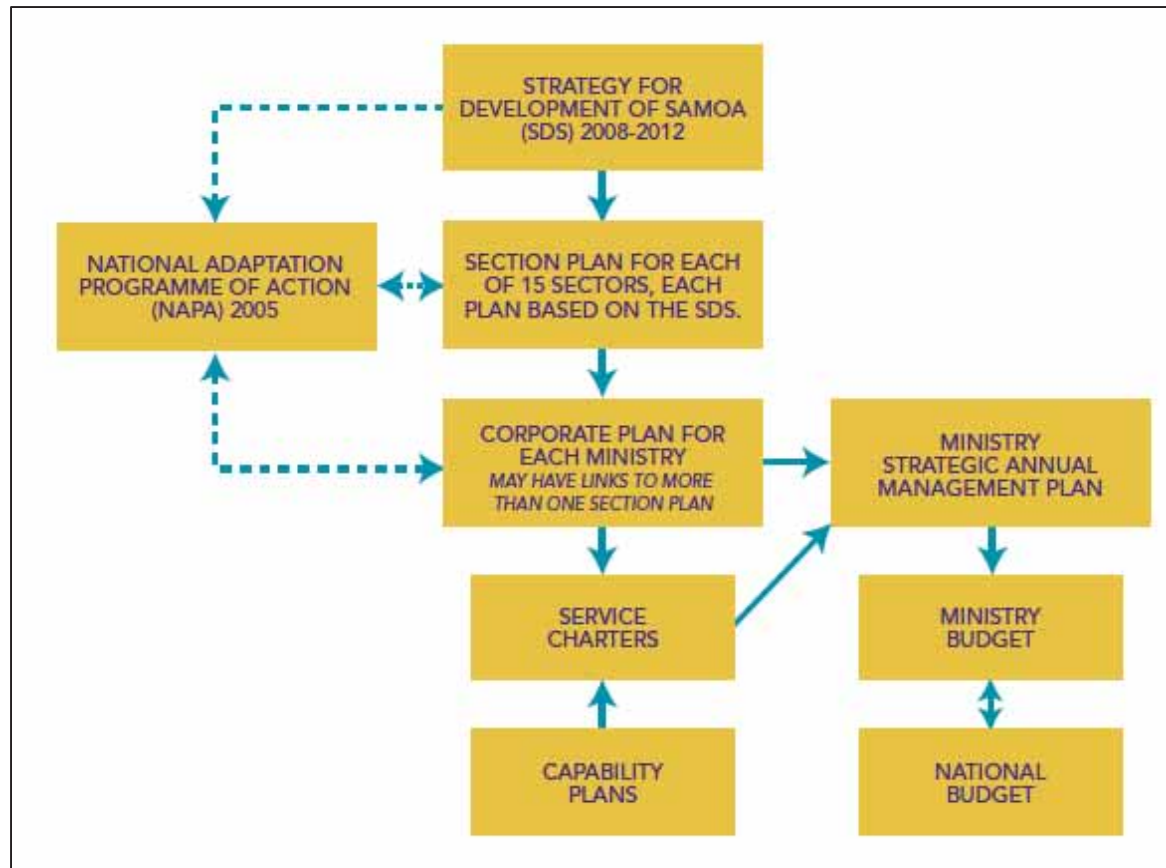 STRATEGY FOR
DEVELOPMENT OF SAMOA
(SDS) 2008-2012
NATIONAL ADAPTATION
PROGRAMME OF ACTION
(NAPA) 2005
SECTION PLAN FOR EACH
OF 15 SECTORS, EACH
PLAN BASED ON THE SDS.
CORPORATE PLAN FOR
EACH MINISTRY
MAY HAVE LINKS TO MORE
THAN ONE SECTION PLAN
MINISTRY
STRATEGIC ANNUAL
MANAGEMENT PLAN
SERVICE
CHARTERS
MINISTRY
BUDGET
CAPABILITY
PLANS
NATIONAL
BUDGET